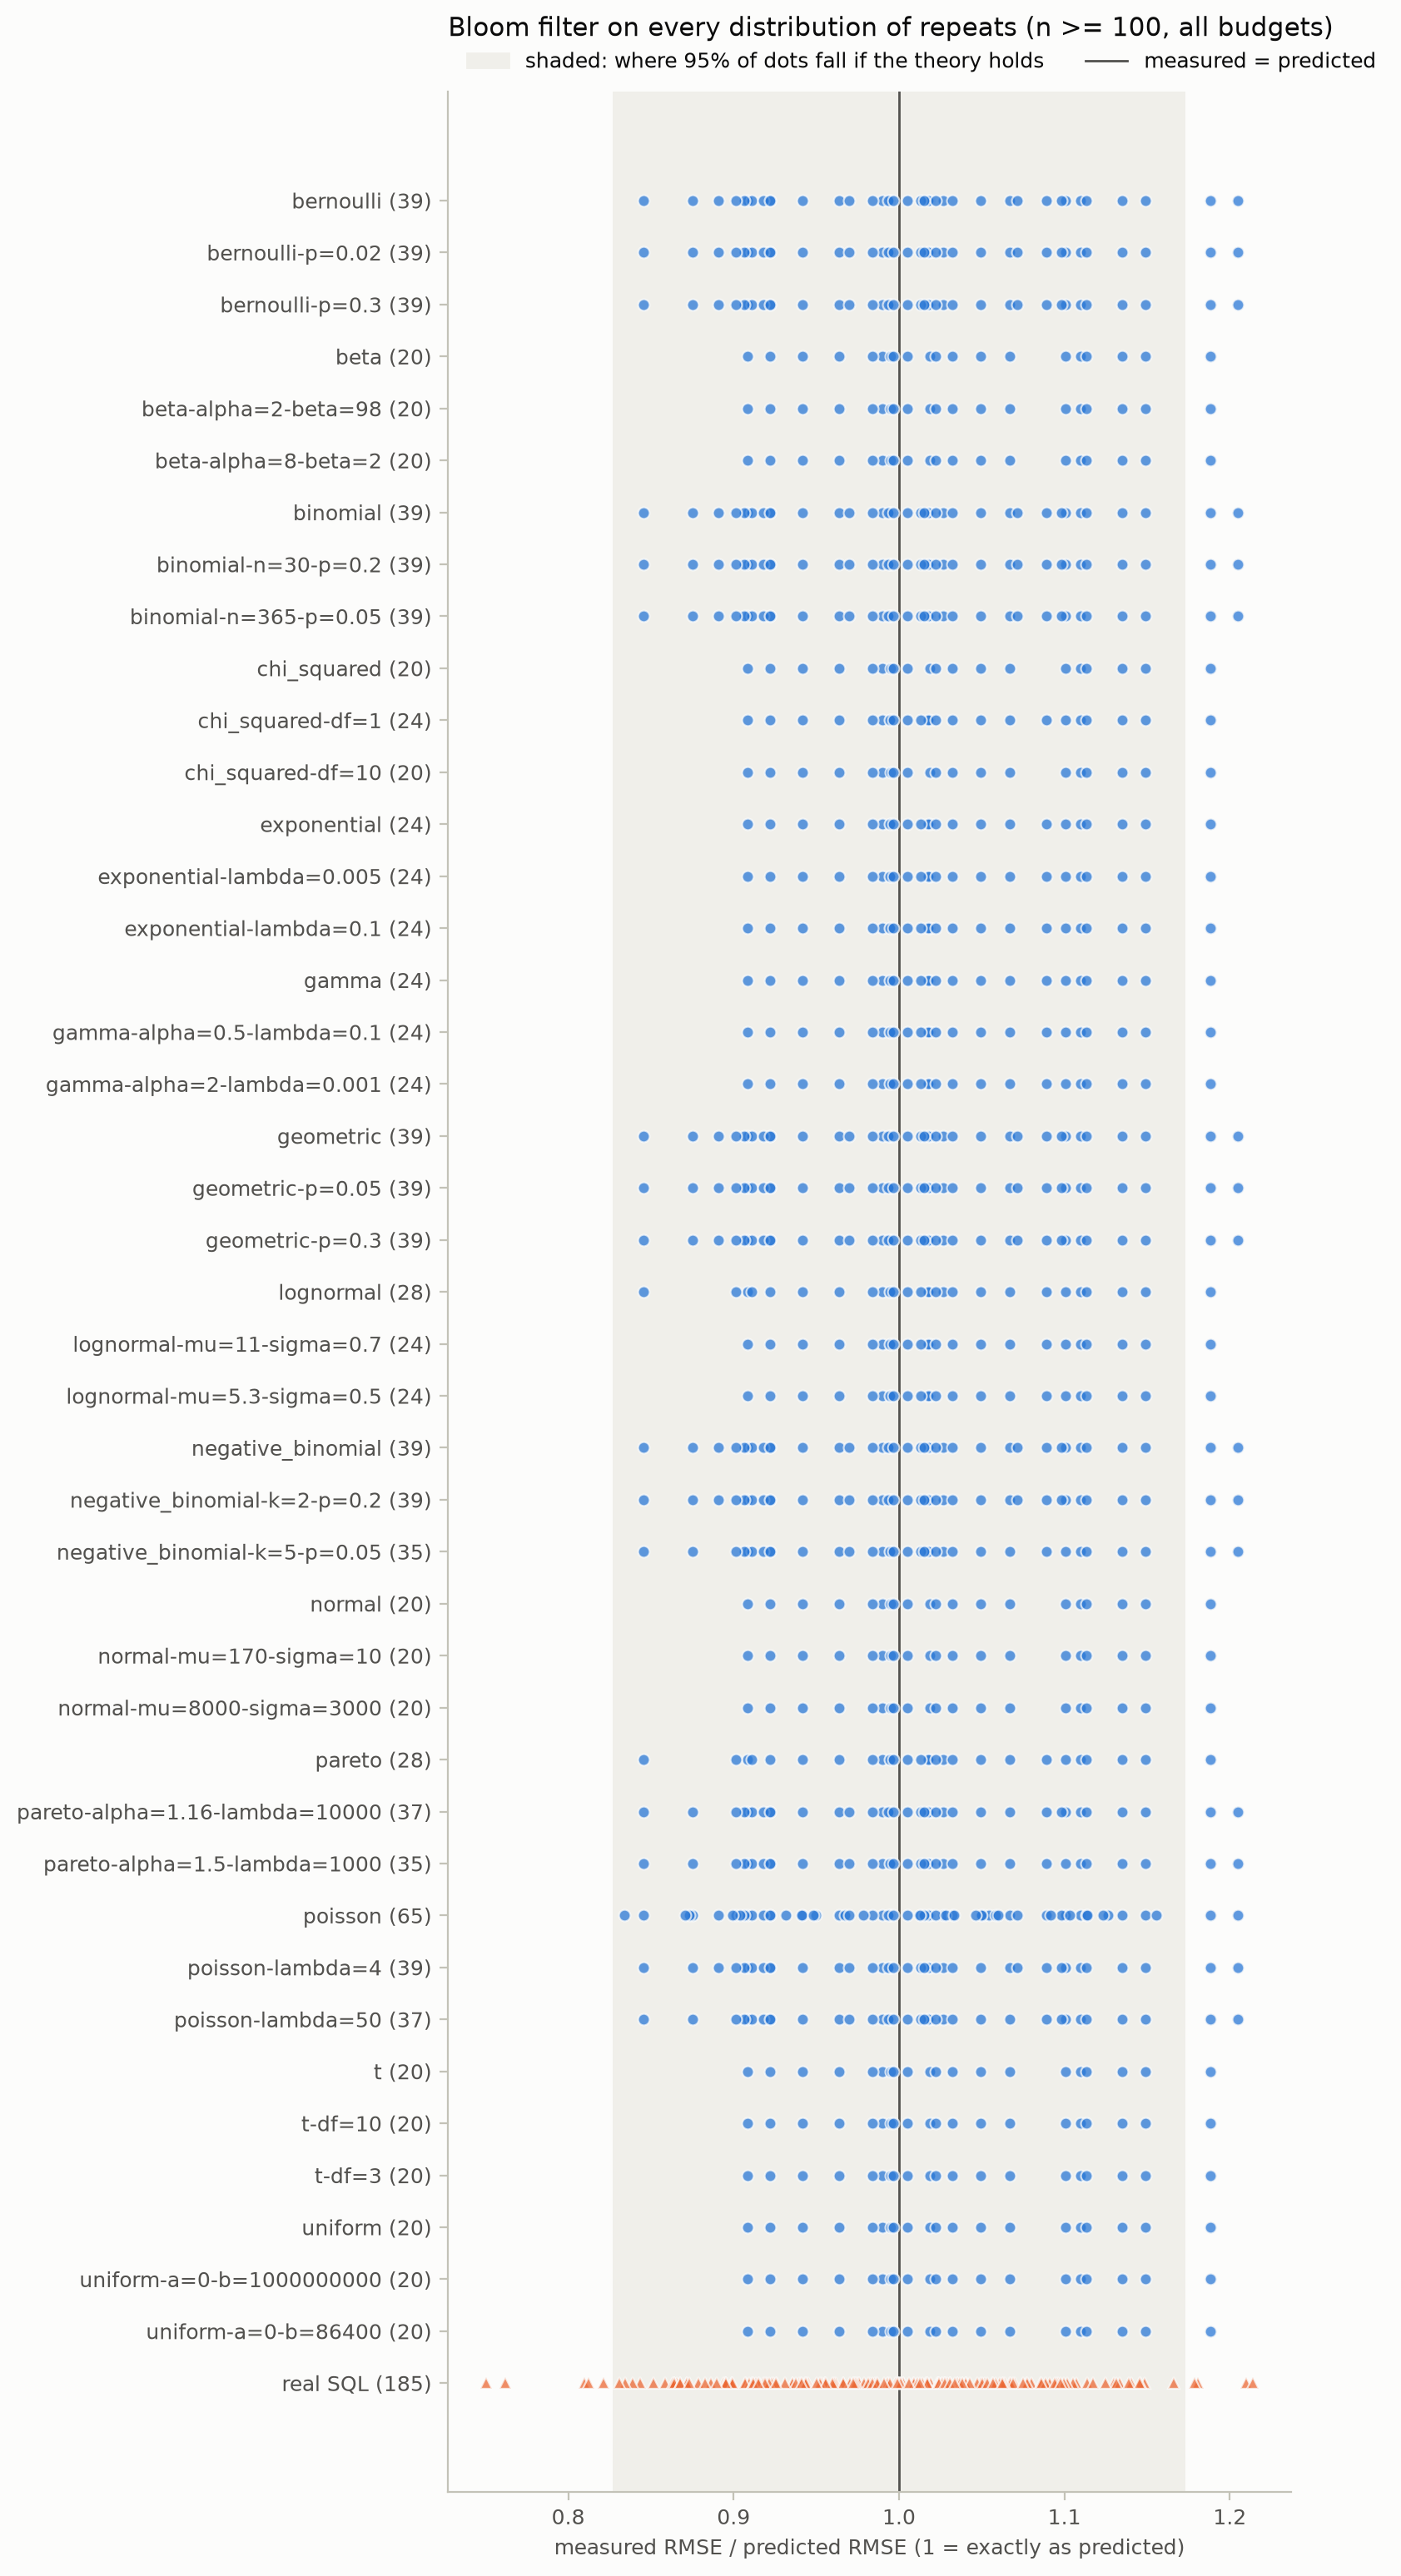 Bloom filter on every distribution of repeats (n >= 100, all budgets)
shaded: where 95% of dots fall if the theory holds
measured = predicted
bernoulli (39)
bernoulli-p=0.02 (39)
bernoulli-p=0.3 (39)
beta (20)
beta-alpha=2-beta=98 (20)
beta-alpha=8-beta=2 (20)
binomial (39)
binomial-n=30-p=0.2 (39)
binomial-n=365-p=0.05 (39)
chi_squared (20)
chi_squared-df=1 (24)
chi_squared-df=10 (20)
exponential (24)
exponential-lambda=0.005 (24)
exponential-lambda=0.1 (24)
gamma (24)
gamma-alpha=0.5-lambda=0.1 (24)
gamma-alpha=2-lambda=0.001 (24)
geometric (39)
geometric-p=0.05 (39)
geometric-p=0.3 (39)
lognormal (28)
lognormal-mu=11-sigma=0.7 (24)
lognormal-mu=5.3-sigma=0.5 (24)
negative_binomial (39)
negative_binomial-k=2-p=0.2 (39)
negative_binomial-k=5-p=0.05 (35)
normal (20)
normal-mu=170-sigma=10 (20)
normal-mu=8000-sigma=3000 (20)
pareto (28)
pareto-alpha=1.16-lambda=10000 (37)
pareto-alpha=1.5-lambda=1000 (35)
poisson (65)
poisson-lambda=4 (39)
poisson-lambda=50 (37)
t (20)
t-df=10 (20)
t-df=3 (20)
uniform (20)
uniform-a=0-b=1000000000 (20)
uniform-a=0-b=86400 (20)
real SQL (185)
0.8 0.9 1.0 1.1 1.2
measured RMSE / predicted RMSE (1 = exactly as predicted)